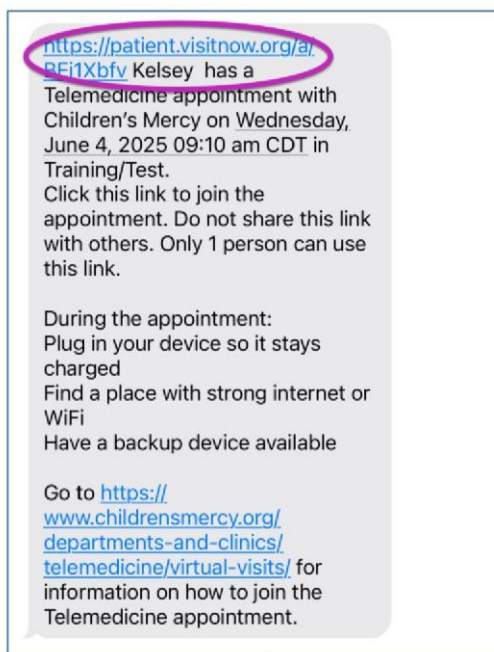 https://patient.visitnow.org/a/
BFi1Xbfv Kelsey  has a
Telemedicine appointment with
Children’s Mercy on Wednesday,
June 4, 2025 09:10 am CDT in
Training/Test.
Click this link to join the
appointment. Do not share this link
with others. Only 1 person can use
this link.

During the appointment:
Plug in your device so it stays
charged
Find a place with strong internet or
WiFi
Have a backup device available

Go to https://
www.childrensmercy.org/
departments-and-clinics/
telemedicine/virtual-visits/ for
information on how to join the
Telemedicine appointment.